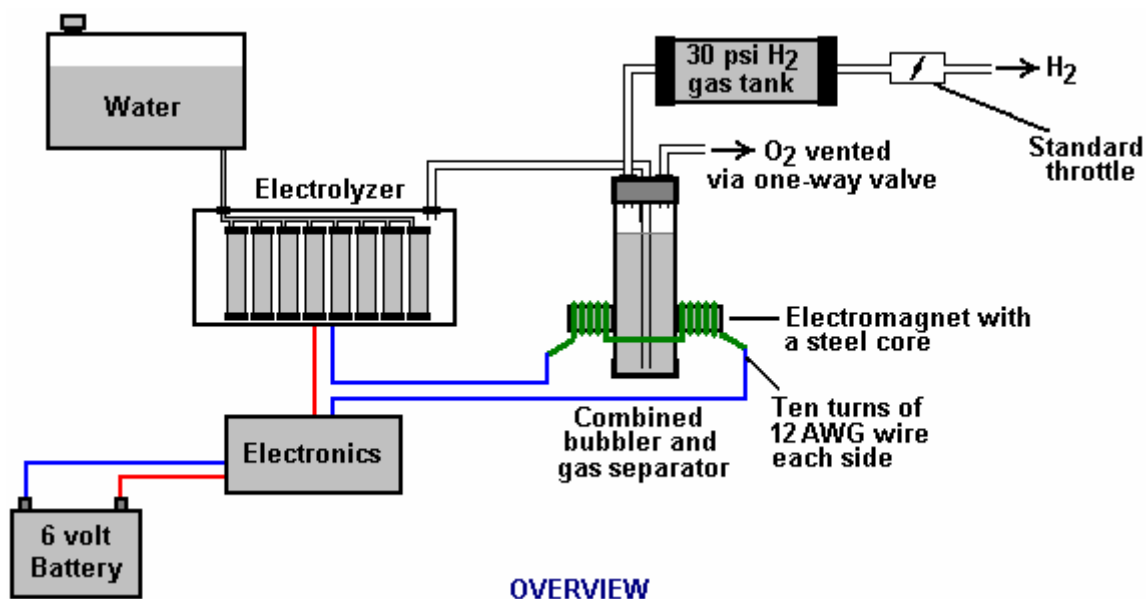 Water
30 psi H2
gas tank
H2
Standard
throttle
O2 vented
via one-way valve
Electrolyzer
Electromagnet with
a steel core
Ten turns of
12 AWG wire
each side
Combined
bubbler and
gas separator
Electronics
6 volt
Battery
OVERVIEW